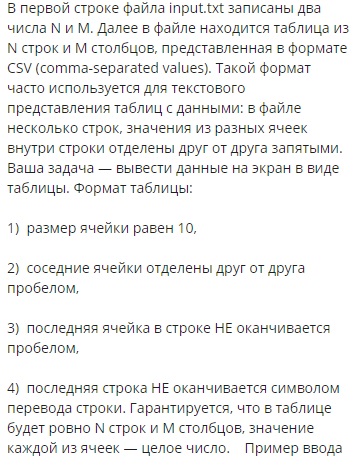 В первой строке файла input.txt записаны два
числа N и M. Далее в файле находится таблица из
N строк и M столбцов, представленная в формате
CSV (comma-separated values). Такой формат
часто используется для текстового
представления таблиц с данными: в файле
несколько строк, значения из разных ячеек
внутри строки отделены друг от друга запятыми.
Ваша задача — вывести данные на экран в виде
таблицы. Формат таблицы:
1) размер ячейки равен 10,
2) соседние ячейки отделены друг от друга
пробелом,
3) последняя ячейка в строке НЕ оканчивается
пробелом,
4) последняя строка НЕ оканчивается символом
перевода строки. Гарантируется, что в таблице
будет ровно N строк и M столбцов, значение
каждой из ячеек — целое число. Пример ввода